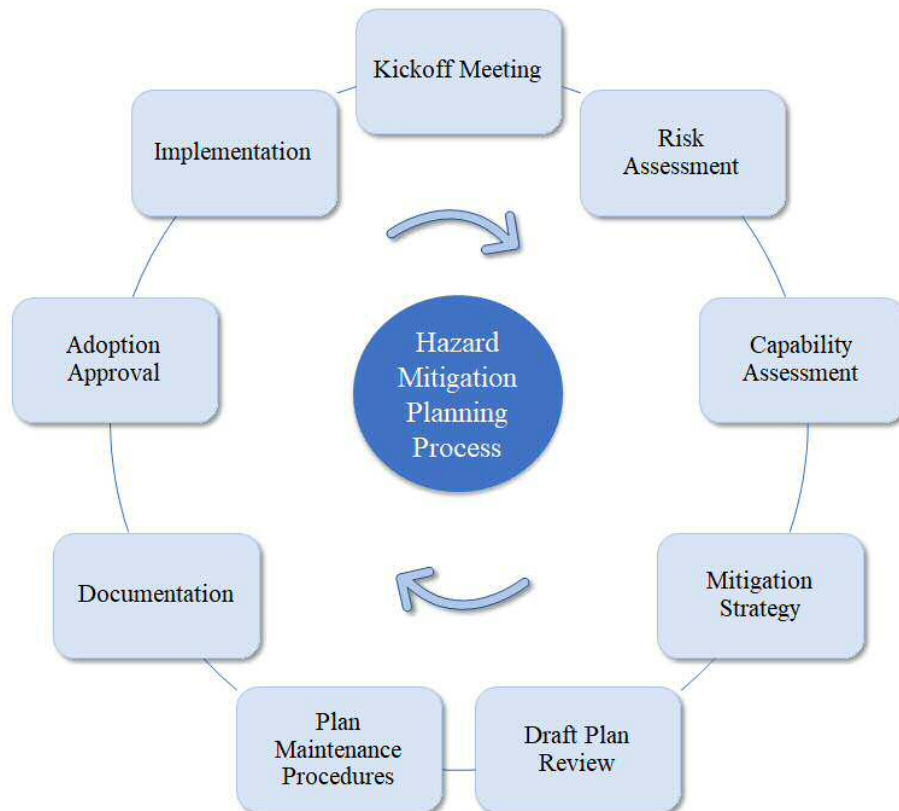 Kickoff Meeting
Risk
Assessment
Capability
Assessment
Mitigation
Strategy
Draft Plan
Review
Plan
Maintenance
Procedures
Documentation
Adoption
Approval
Implementation
Hazard
Mitigation
Planning
Process